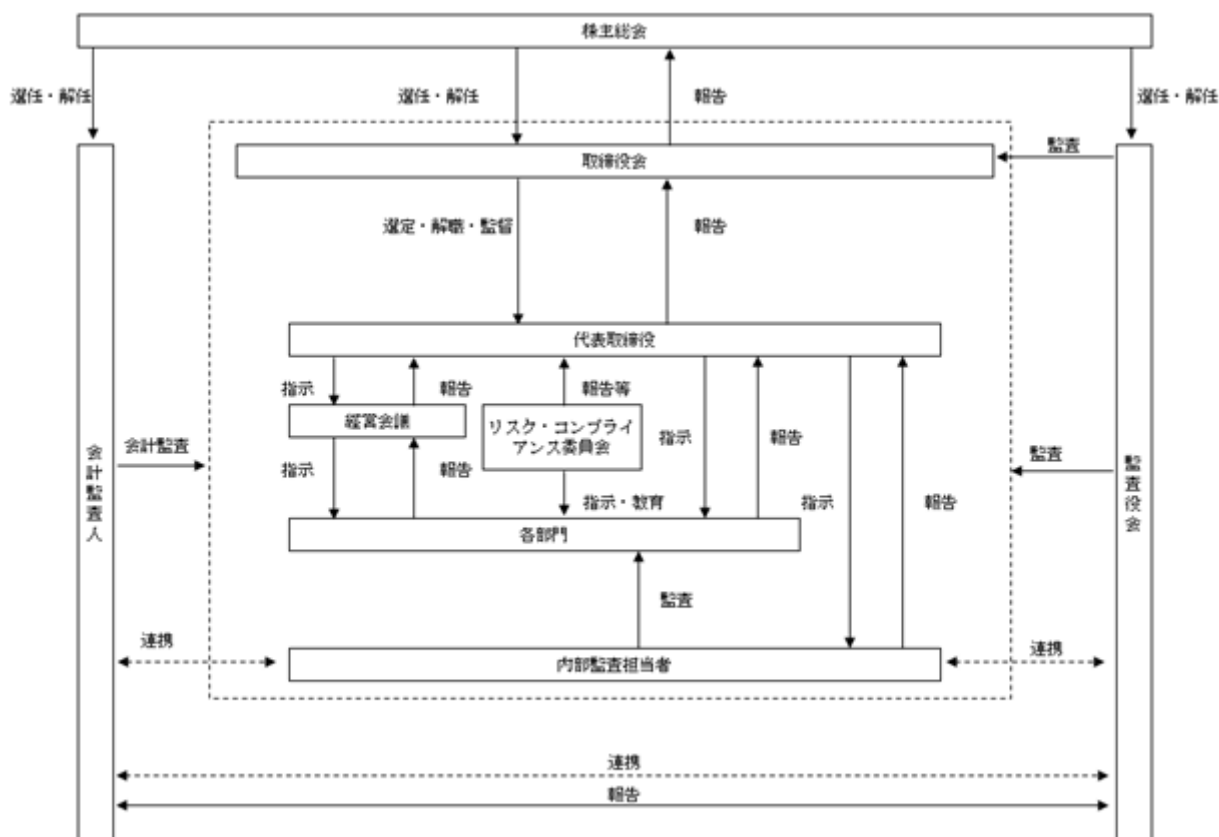 株主総会
選任・解任
選任・解任
報告
選任・解任
取締役会
監査
選定・解職・監督
報告
代表取締役
指示
報告
報告等
経営会議
リスク・コンプライ
アンス委員会
指示
報告
会計監査
監査
指示
報告
指示・教育
指示
報告
各部門
会計監査人
監査役会
監査
連携
内部監査担当者
連携
連携
報告